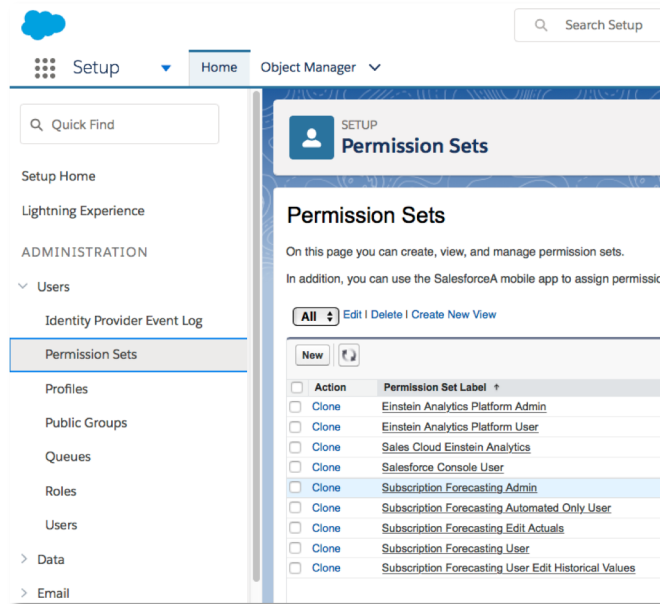 Search Setup
Setup
Home
Object Manager
Quick Find
SETUP
Permission Sets
Setup Home
Lightning Experience
Permission Sets
ADMINISTRATION
On this page you can create, view, and manage permission sets.
Users
In addition, you can use the SalesforceA mobile app to assign
Identity Provider Event Log
All Edit | Delete | Create New View
Permission Sets
New
Profiles
Action Permission Set Label
Clone Einstein Analytics Platform Admin
Public Groups
Clone Einstein Analytics Platform User
Clone Sales Cloud Einstein Analytics
Queues
Clone Salesforce Console User
Roles
Clone Subscription Forecasting Admin
Clone Subscription Forecasting Automated Only User
Users
Clone Subscription Forecasting Edit Actuals
Clone Subscription Forecasting User
Data
Clone Subscription Forecasting User Edit Historical Values
Email